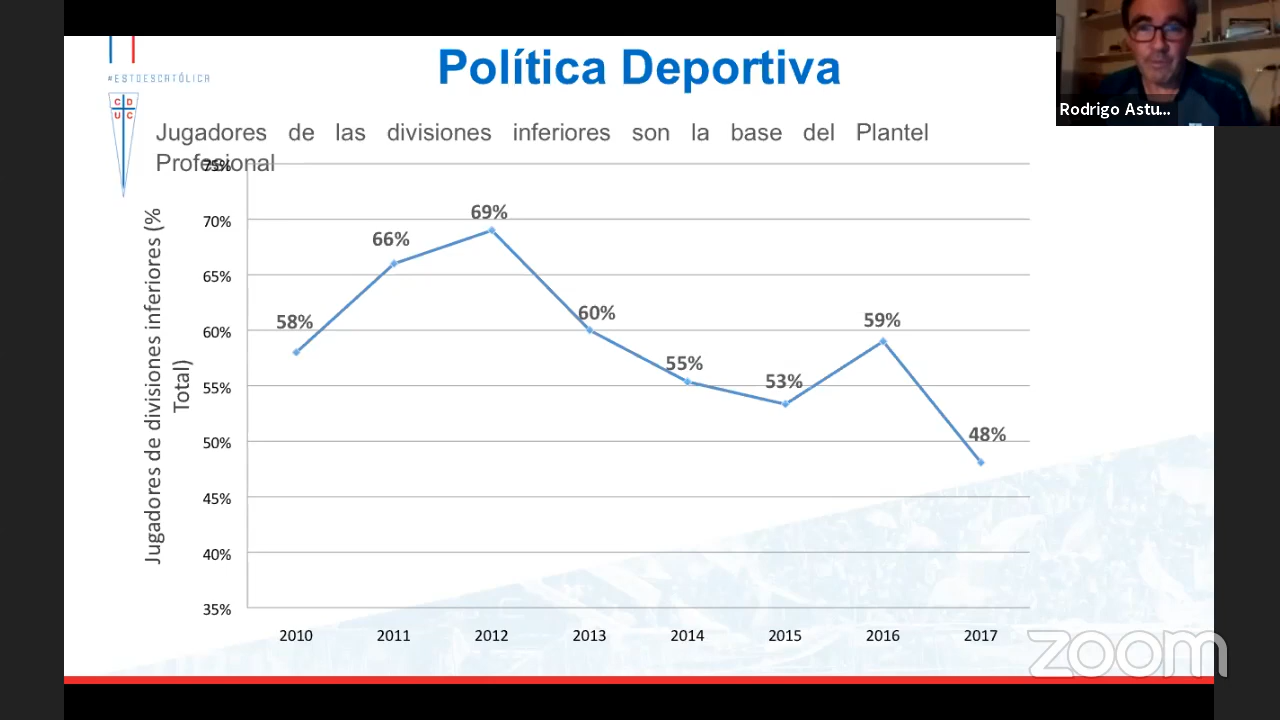 Política Deportiva
#ESTOESCATÓLICA
C D
U C
Rodrigo Astu...
Jugadores de las divisiones inferiores son la base del Plantel
Profesional
75%
70%
65%
60%
55%
50%
45%
40%
35%
Jugadores de divisiones inferiores (%
Total)
58%
66%
69%
60%
55%
53%
59%
48%
2010 2011 2012 2013 2014 2015 2016 2017
zoom